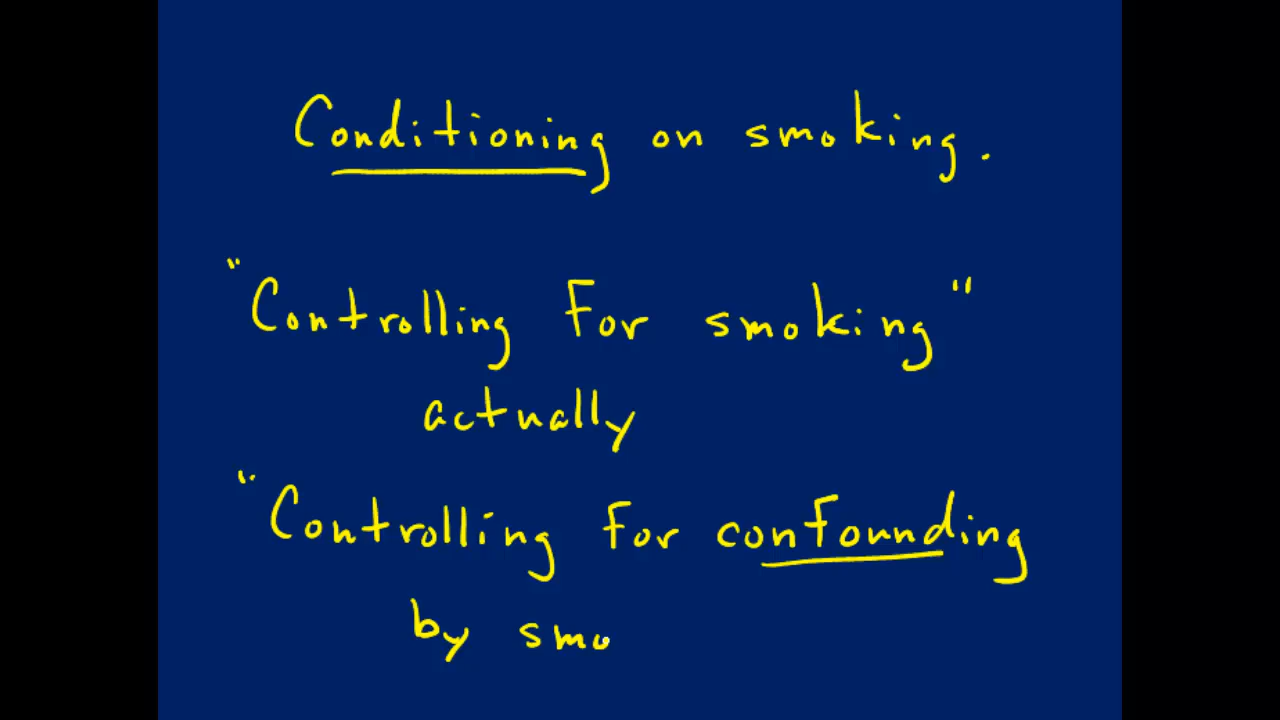 Conditioning on smoking.
"Controlling for smoking"
actually
"Controlling for confounding
by smo